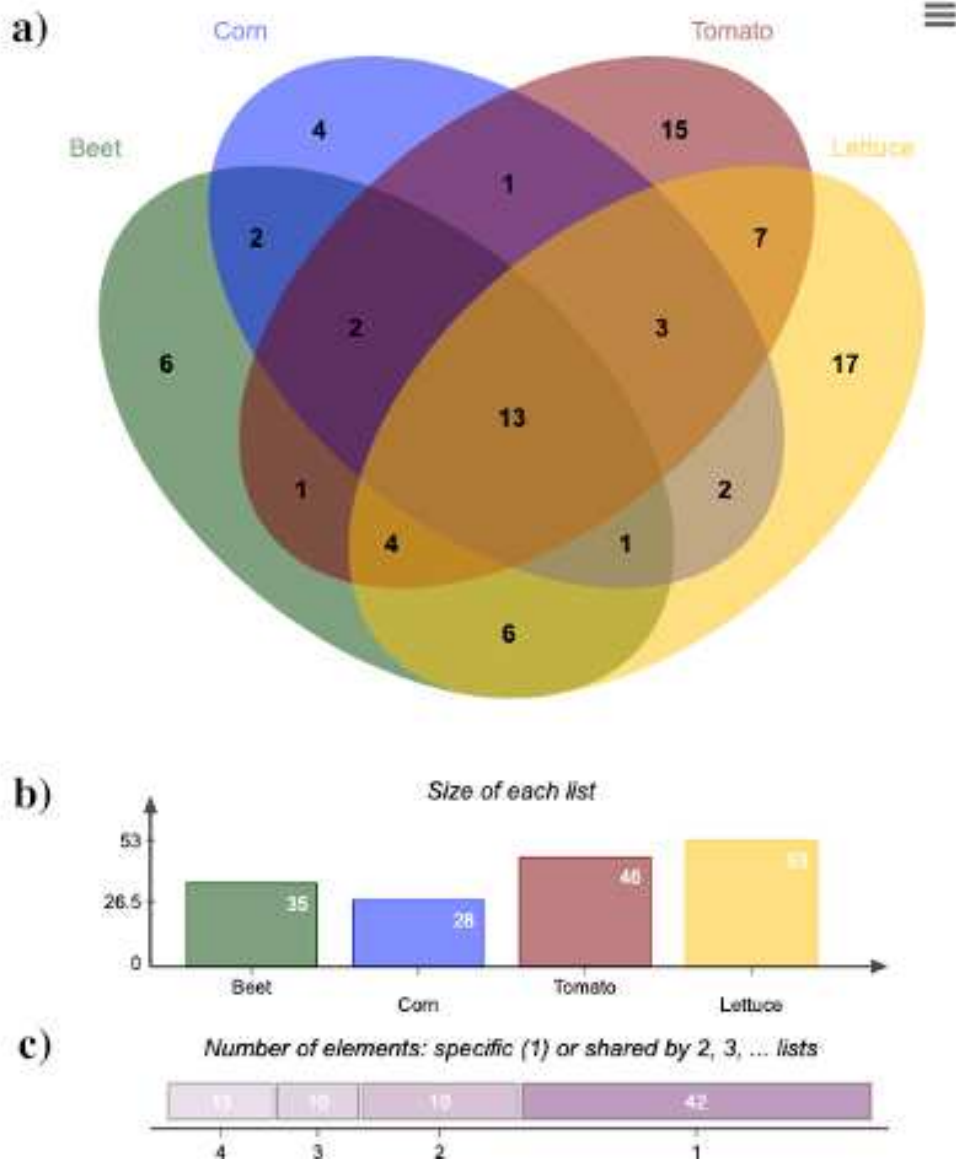 a)
Corn
Tomato
Beet
Lettuce
4
15
1
2
7
2
3
6
17
13
1
2
4
1
6
b)
Size of each list
53
26.5
0
35
28
46
53
Beet
Corn
Tomato
Lettuce
c)
Number of elements: specific (1) or shared by 2, 3, ... lists
13
10
19
42
4
3
2
1